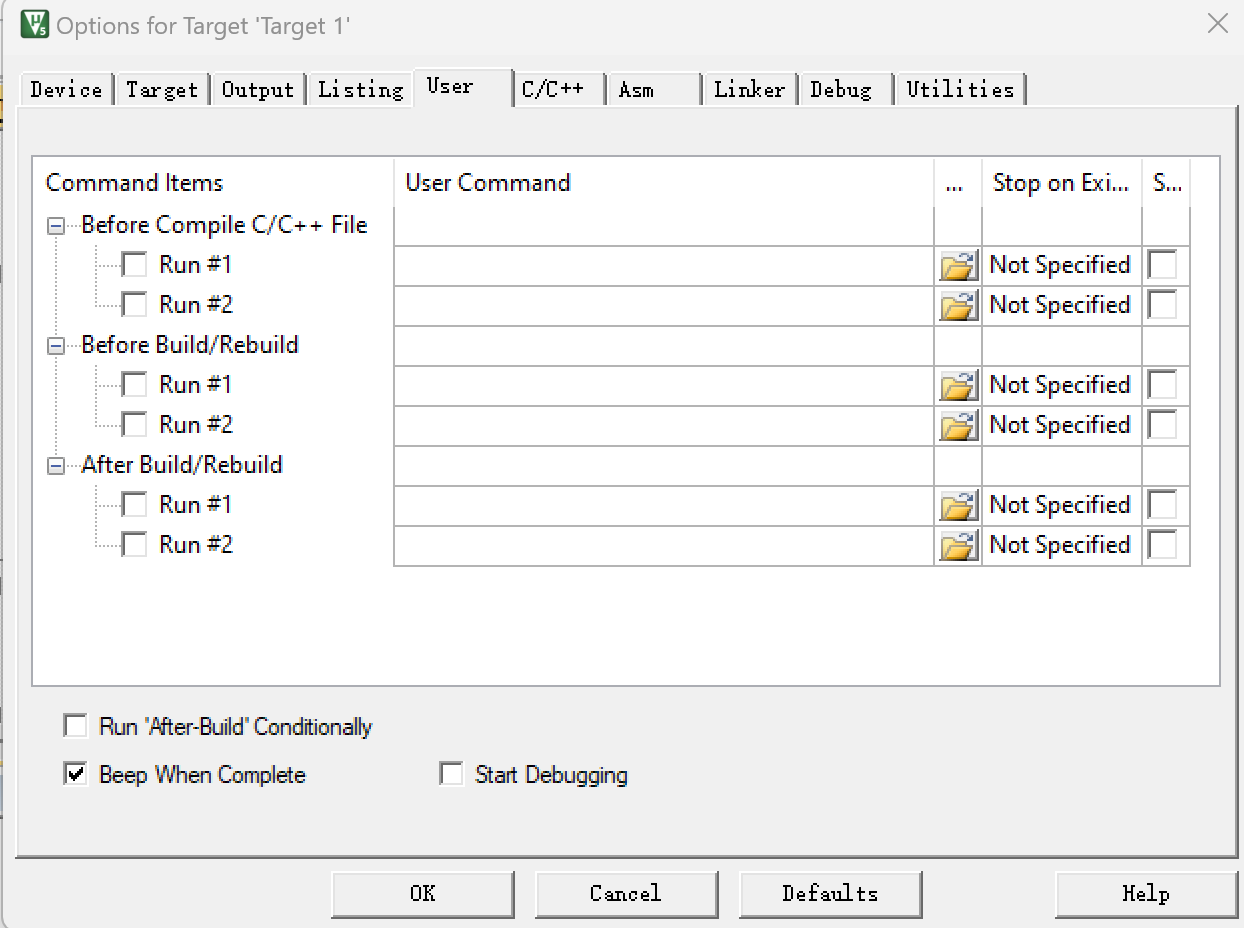 Options for Target 'Target 1'
Device Target Output Listing User C/C++ Asm Linker Debug Utilities
Command Items User Command ... Stop on Exi... S...
Before Compile C/C++ File
Run #1 Not Specified
Run #2 Not Specified
Before Build/Rebuild
Run #1 Not Specified
Run #2 Not Specified
After Build/Rebuild
Run #1 Not Specified
Run #2 Not Specified
Run 'After-Build' Conditionally
Beep When Complete Start Debugging
OK Cancel Defaults Help